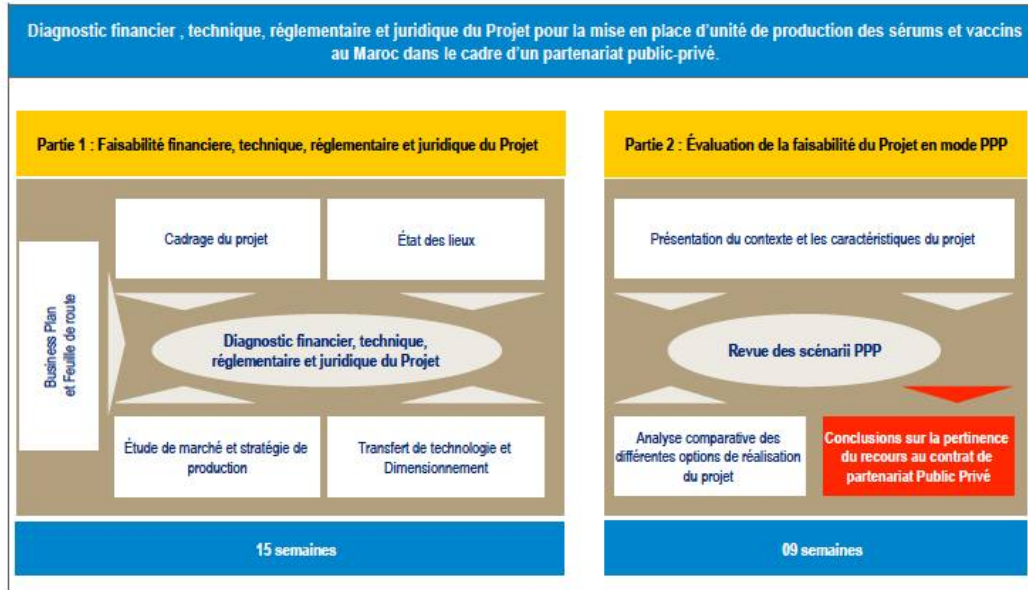 Diagnostic financier , technique, réglementaire et juridique du Projet pour la mise en place d'unité de production des sérums et vaccins
au Maroc dans le cadre d'un partenariat public-privé.
Partie 1 : Faisabilité financiere, technique, réglementaire et juridique du Projet
Business Plan
et Feuille de route
Cadrage du projet
État des lieux
Diagnostic financier, technique,
réglementaire et juridique du Projet
Étude de marché et stratégie de
production
Transfert de technologie et
Dimensionnement
15 semaines
Partie 2 : Évaluation de la faisabilité du Projet en mode PPP
Présentation du contexte et les caractéristiques du projet
Revue des scénarii PPP
Analyse comparative des
différentes options de réalisation
du projet
Conclusions sur la pertinence
du recours au contrat de
partenariat Public Privé
09 semaines